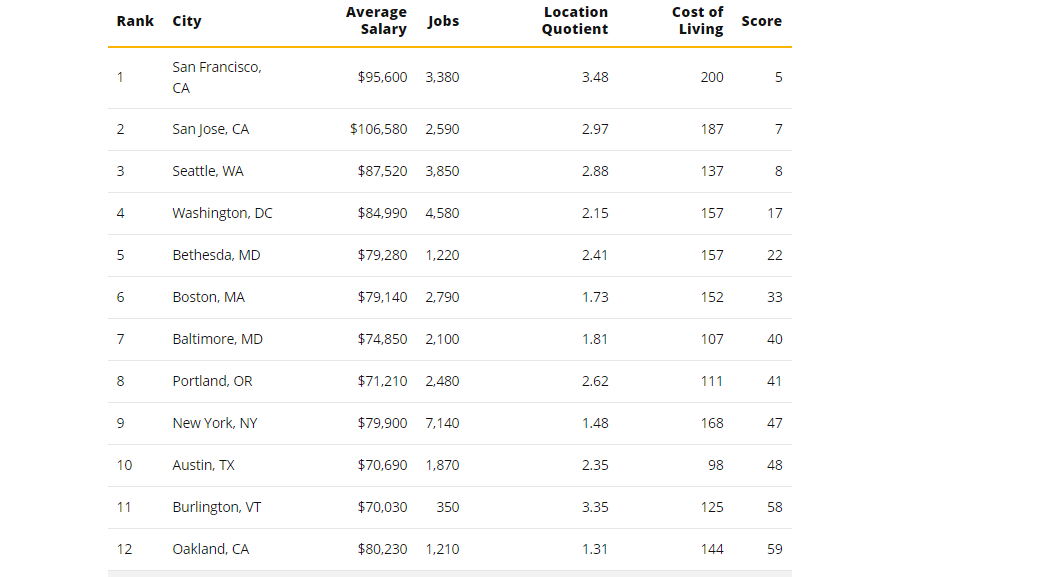 Rank City Average Salary Jobs Location Quotient Cost of Living Score
1 San Francisco, CA $95,600 3,380 3.48 200 5
2 San Jose, CA $106,580 2,590 2.97 187 7
3 Seattle, WA $87,520 3,850 2.88 137 8
4 Washington, DC $84,990 4,580 2.15 157 17
5 Bethesda, MD $79,280 1,220 2.41 157 22
6 Boston, MA $79,140 2,790 1.73 152 33
7 Baltimore, MD $74,850 2,100 1.81 107 40
8 Portland, OR $71,210 2,480 2.62 111 41
9 New York, NY $79,900 7,140 1.48 168 47
10 Austin, TX $70,690 1,870 2.35 98 48
11 Burlington, VT $70,030 350 3.35 125 58
12 Oakland, CA $80,230 1,210 1.31 144 59